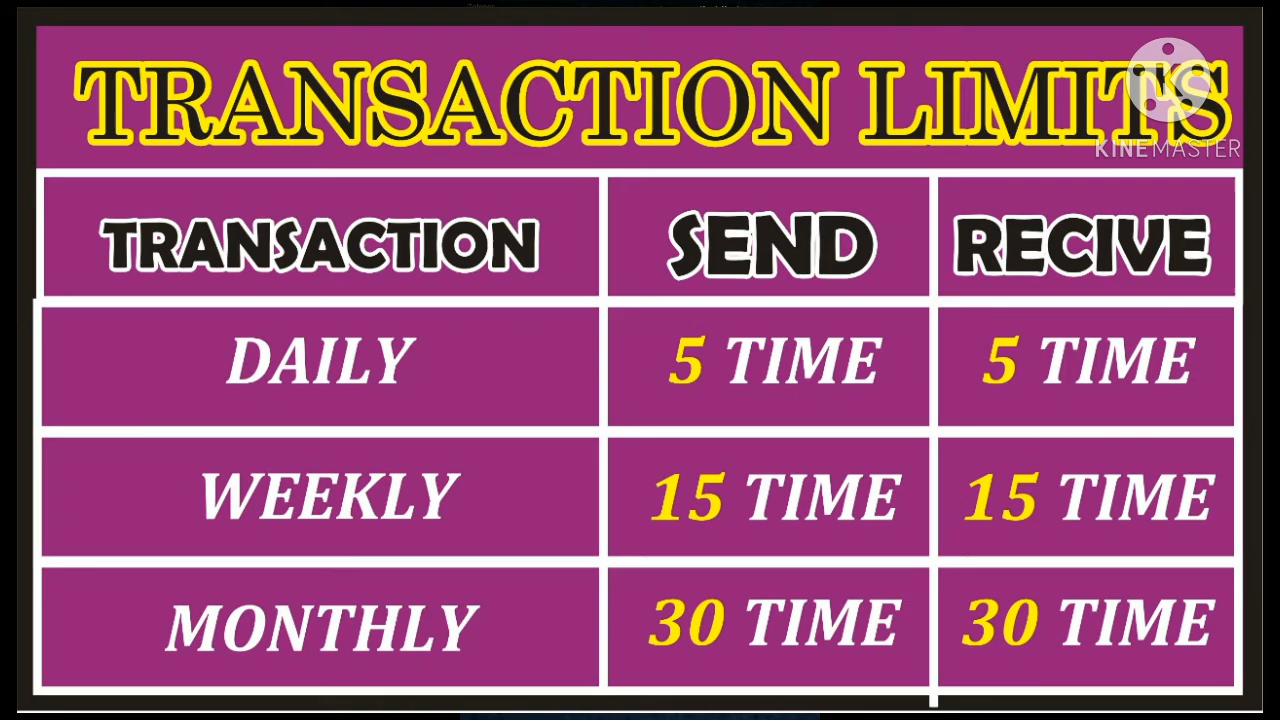 TRANSACTION LIMITS
KINEMASTER
TRANSACTION SEND RECIVE
DAILY 5 TIME 5 TIME
WEEKLY 15 TIME 15 TIME
MONTHLY 30 TIME 30 TIME